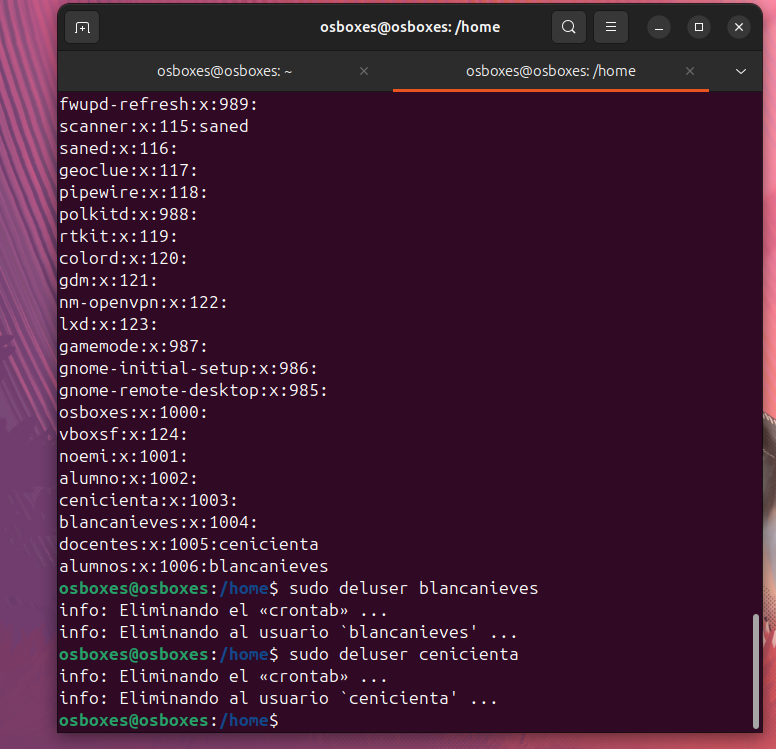 osboxes@osboxes: /home
osboxes@osboxes: ~
osboxes@osboxes: /home
fwupd-refresh:x:989:
scanner:x:115:saned
saned:x:116:
geoclue:x:117:
pipewire:x:118:
polkitd:x:988:
rtkit:x:119:
colord:x:120:
gdm:x:121:
nm-openvpn:x:122:
lxd:x:123:
gamemode:x:987:
gnome-initial-setup:x:986:
gnome-remote-desktop:x:985:
osboxes:x:1000:
vboxsf:x:124:
noemi:x:1001:
alumno:x:1002:
cenicienta:x:1003:
blancanieves:x:1004:
docentes:x:1005:cenicienta
alumnos:x:1006:blancanieves
osboxes@osboxes:/home$ sudo deluser blancanieves
info: Eliminando el «crontab» ...
info: Eliminando al usuario `blancanieves' ...
osboxes@osboxes:/home$ sudo deluser cenicienta
info: Eliminando el «crontab» ...
info: Eliminando al usuario `cenicienta' ...
osboxes@osboxes:/home$